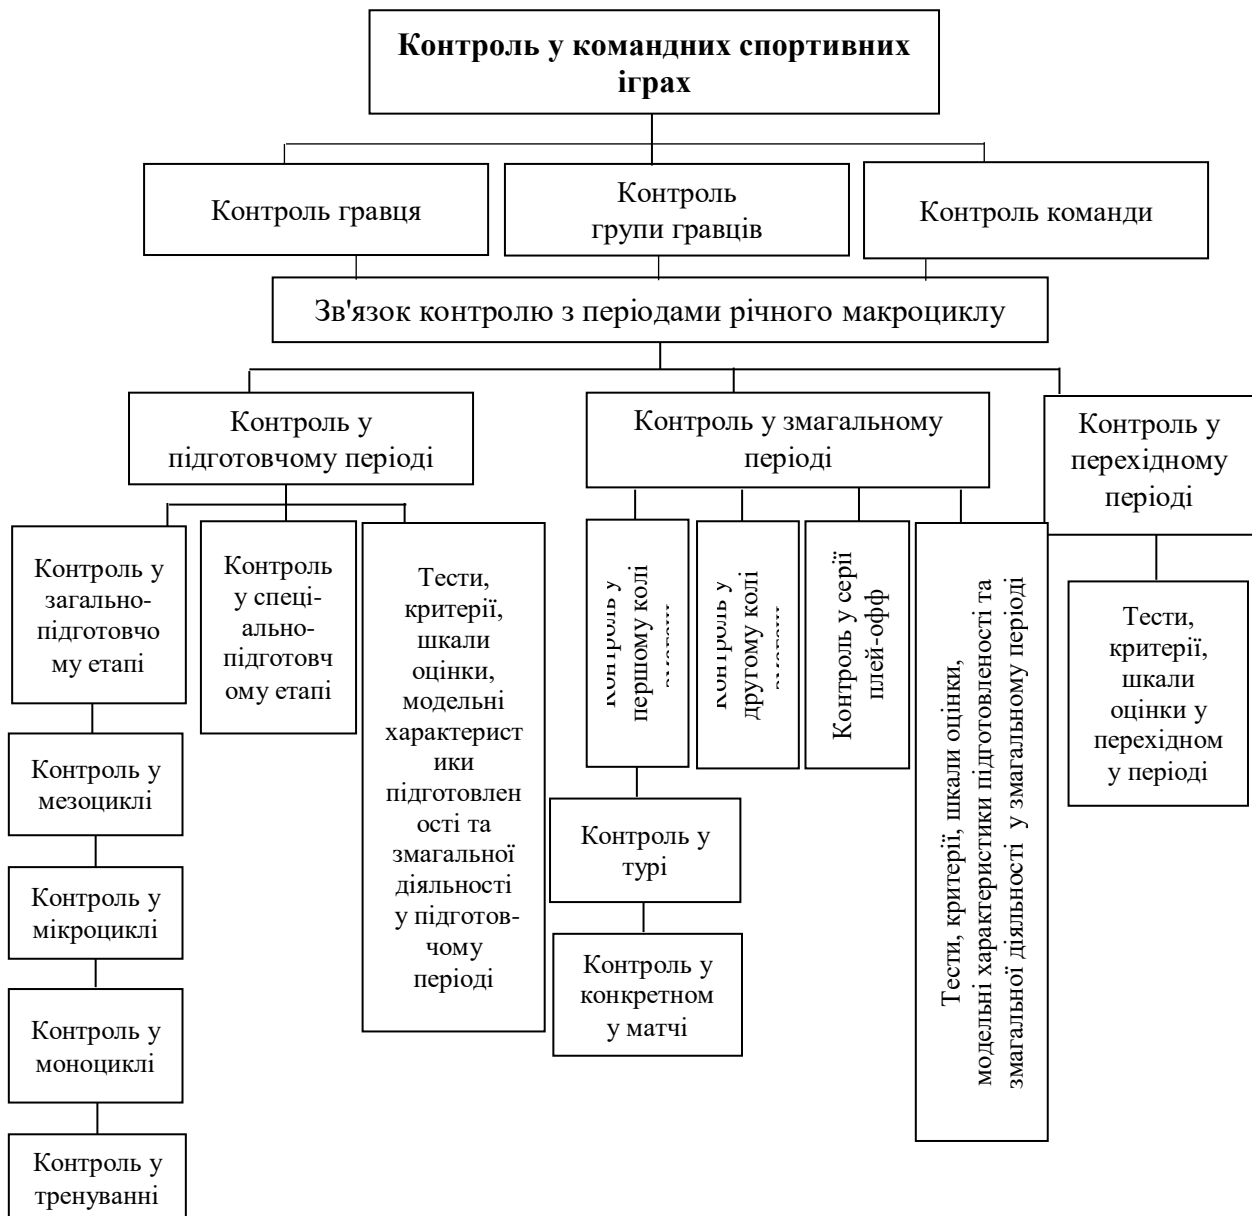 Контроль у командних спортивних
іграх
Контроль гравця
Контроль
групи гравців
Контроль команди
Зв'язок контролю з періодами річного макроциклу
Контроль у
підготовчому періоді
Контроль у змагальному
періоді
Контроль у
перехідному
періоді
Контроль у
загально-
підготовчо
му етапі
Контроль
у спеці-
ально-
підготовч
ому етапі
Тести,
критерії,
шкали
оцінки,
модельні
характерист
ики
підготовлен
ості та
змагальної
діяльності
у підготов-
чому
періоді
Контроль у
першому колі
Контроль у
другому колі
Контроль у серії
плей-офф
Тести, критерії, шкали оцінки,
модельні характеристики підготовленості та
змагальної діяльності у змагальному періоді
Тести,
критерії,
шкали
оцінки у
перехідном
у періоді
Контроль у
мезоциклі
Контроль у
мікроциклі
Контроль у
моноциклі
Контроль у
тренуванні
Контроль у
турі
Контроль у
конкретном
у матчі